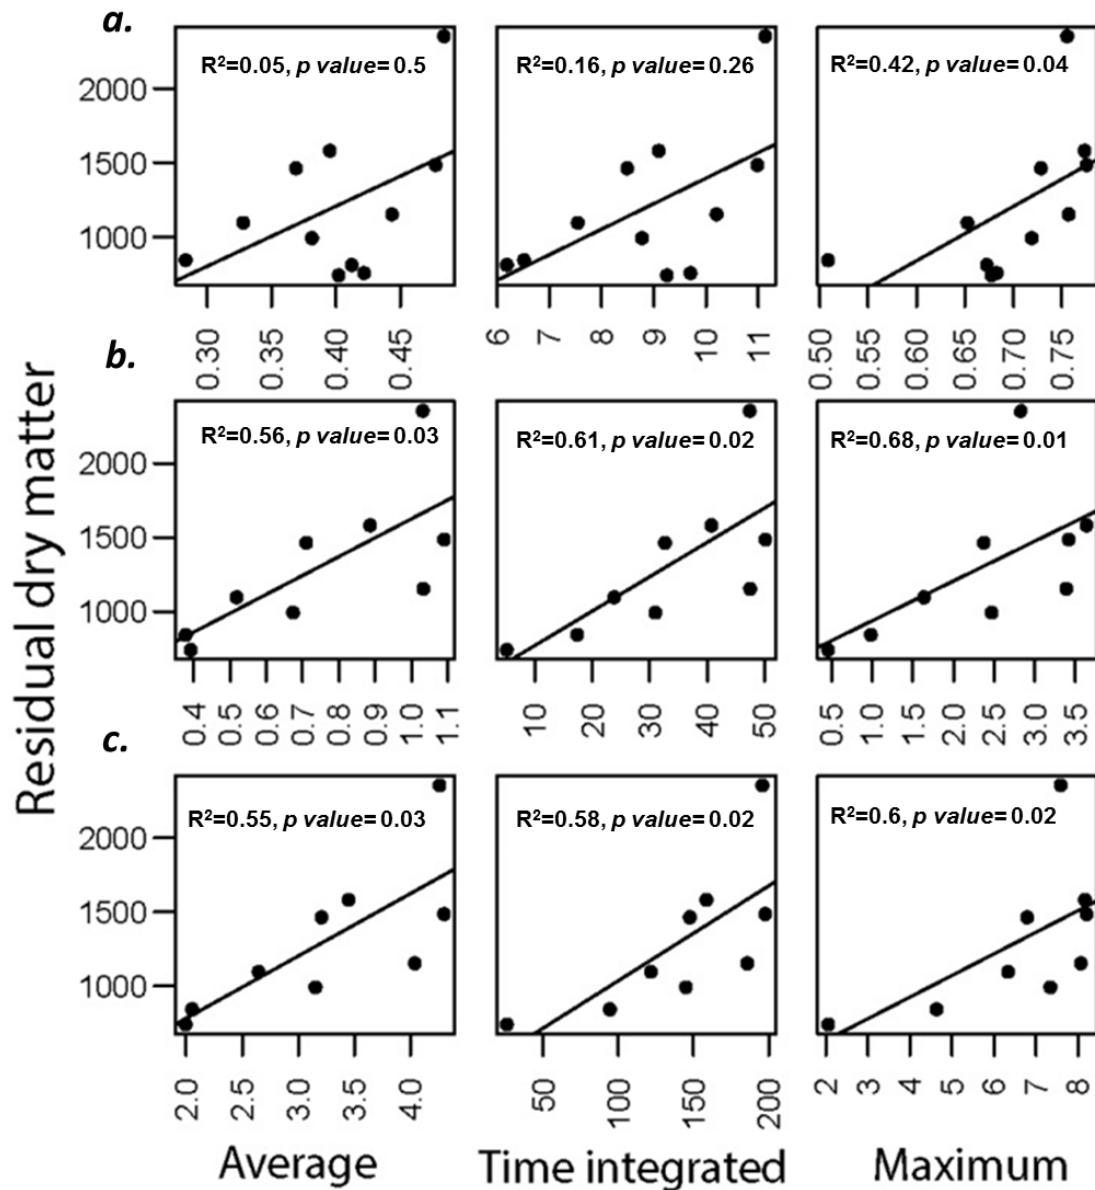 a.
R²=0.05, p value= 0.5
R²=0.16, p value= 0.26
R²=0.42, p value= 0.04
2000
1500
1000
0.30 0.35 0.40 0.45
6 7 8 9 10 11
0.50 0.55 0.60 0.65 0.70 0.75
b.
R²=0.56, p value= 0.03
R²=0.61, p value= 0.02
R²=0.68, p value= 0.01
2000
1500
1000
0.4 0.5 0.6 0.7 0.8 0.9 1.0 1.1
10 20 30 40 50
0.5 1.0 1.5 2.0 2.5 3.0 3.5
c.
R²=0.55, p value= 0.03
R²=0.58, p value= 0.02
R²=0.6, p value= 0.02
2000
1500
1000
2.0 2.5 3.0 3.5 4.0
50 100 150 200
2 3 4 5 6 7 8
Residual dry matter
Average
Time integrated
Maximum